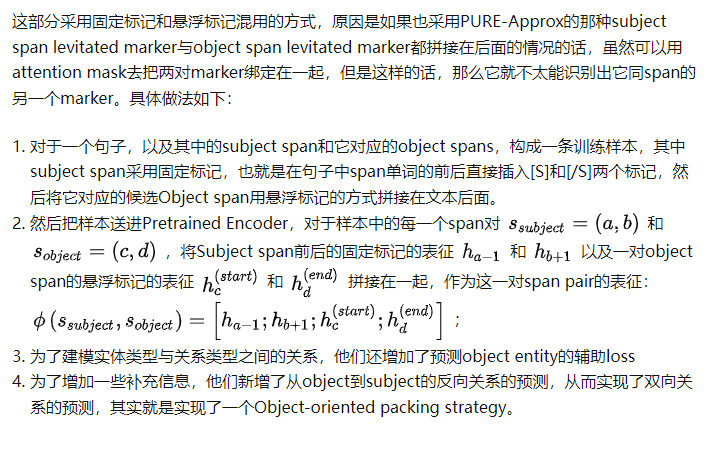 这部分采用固定标记和悬浮标记混用的方式，原因是如果也采用PURE-Approx的那种subject
span levitated marker与object span levitated marker都拼接在后面的情况的话，虽然可以用
attention mask去把两对marker绑定在一起，但是这样的话，那么它就不太能识别出它同span的
另一个marker。具体做法如下：
1. 对于一个句子，以及其中的subject span和它对应的object spans，构成一条训练样本，其中
subject span采用固定标记，也就是在句子中span单词的前后直接插入[S]和[/S]两个标记，然
后将它对应的候选Object span用悬浮标记的方式拼接在文本后面。
2. 然后把样本送进Pretrained Encoder，对于样本中的每一个span对 s_{subject} = (a, b) 和
s_{object} = (c, d) ，将Subject span前后的固定标记的表征 h_{a-1} 和 h_{b+1} 以及一对object
span的悬浮标记的表征 h_c^{(start)} 和 h_d^{(end)} 拼接在一起，作为这一对span pair的表征：
ϕ (s_{subject}, s_{object}) = [h_{a-1}; h_{b+1}; h_c^{(start)}; h_d^{(end)}] ；
3. 为了建模实体类型与关系类型之间的关系，他们还增加了预测object entity的辅助loss
4. 为了增加一些补充信息，他们新增了从object到subject的反向关系的预测，从而实现了双向关
系的预测，其实就是实现了一个Object-oriented packing strategy。